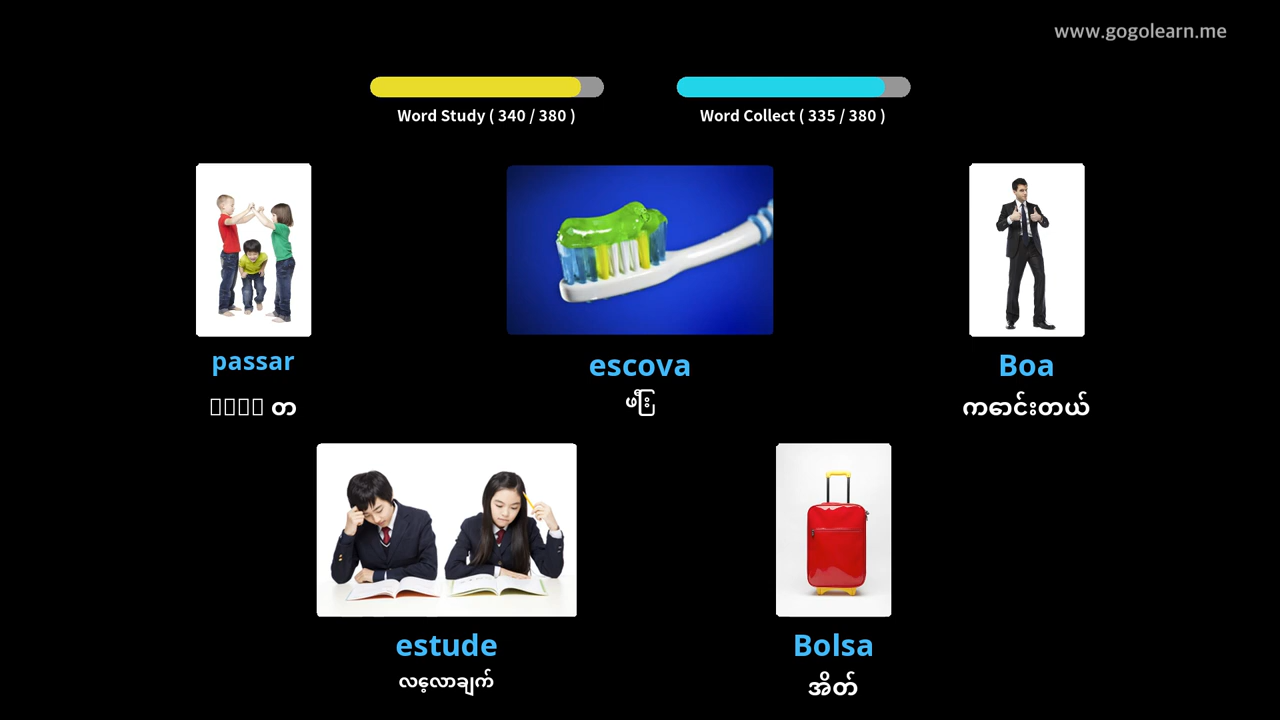 www.gogolearn.me
Word Study ( 340 / 380 )
Word Collect ( 335 / 380 )
passar
escova
Boa
တ
ကောင်းတယ်
estude
Bolsa
လေ့လာချက်
အိတ်